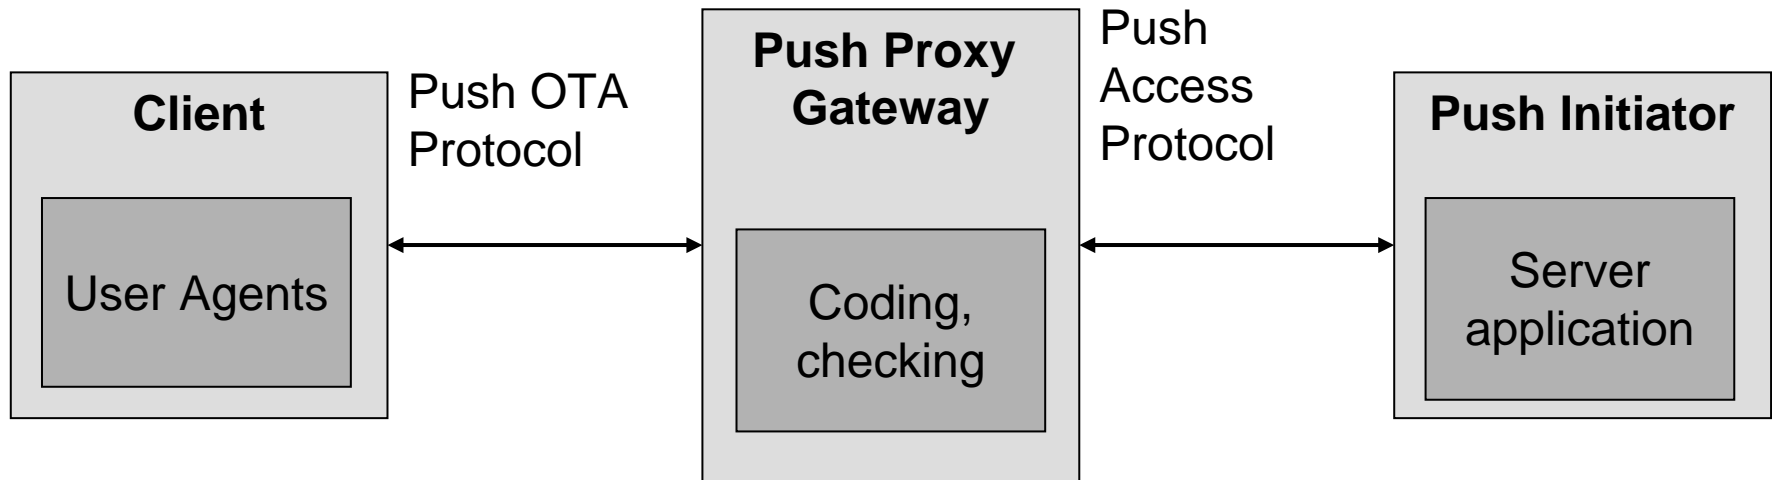 Client
User Agents
Push OTA
Protocol
Push Proxy
Gateway
Coding,
checking
Push
Access
Protocol
Push Initiator
Server
application